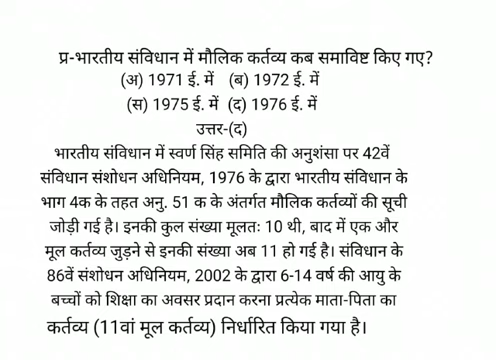 प्र-भारतीय संविधान में मौलिक कर्तव्य कब समाविष्ट किए गए?
(अ) 1971 ई. में (ब) 1972 ई. में
(स) 1975 ई. में (द) 1976 ई. में
उत्तर-(द)
भारतीय संविधान में स्वर्ण सिंह समिति की अनुशंसा पर 42वें
संविधान संशोधन अधिनियम, 1976 के द्वारा भारतीय संविधान के
भाग 4क के तहत अनु. 51 क के अंतर्गत मौलिक कर्तव्यों की सूची
जोड़ी गई है। इनकी कुल संख्या मूलतः 10 थी, बाद में एक और
मूल कर्तव्य जुड़ने से इनकी संख्या अब 11 हो गई है। संविधान के
86वें संशोधन अधिनियम, 2002 के द्वारा 6-14 वर्ष की आयु के
बच्चों को शिक्षा का अवसर प्रदान करना प्रत्येक माता-पिता का
कर्तव्य (11वां मूल कर्तव्य) निर्धारित किया गया है।